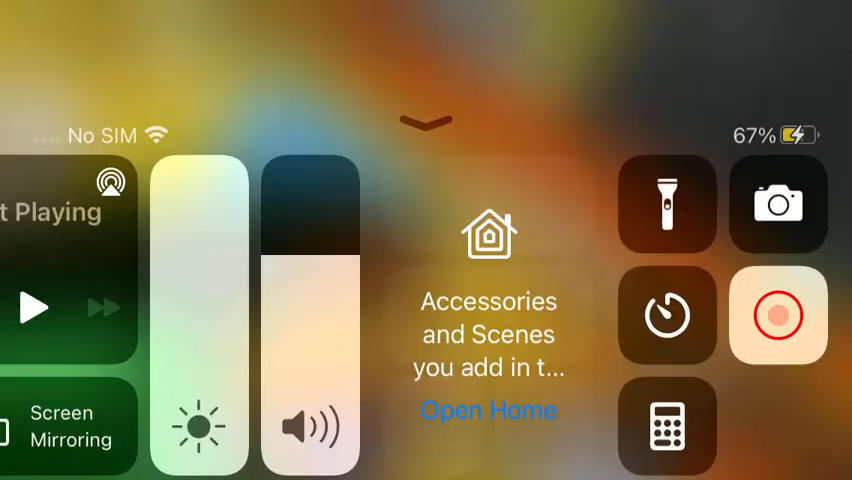 No SIM
67%
t Playing
Accessories
and Scenes
you add in t...
Open Home
Screen
Mirroring